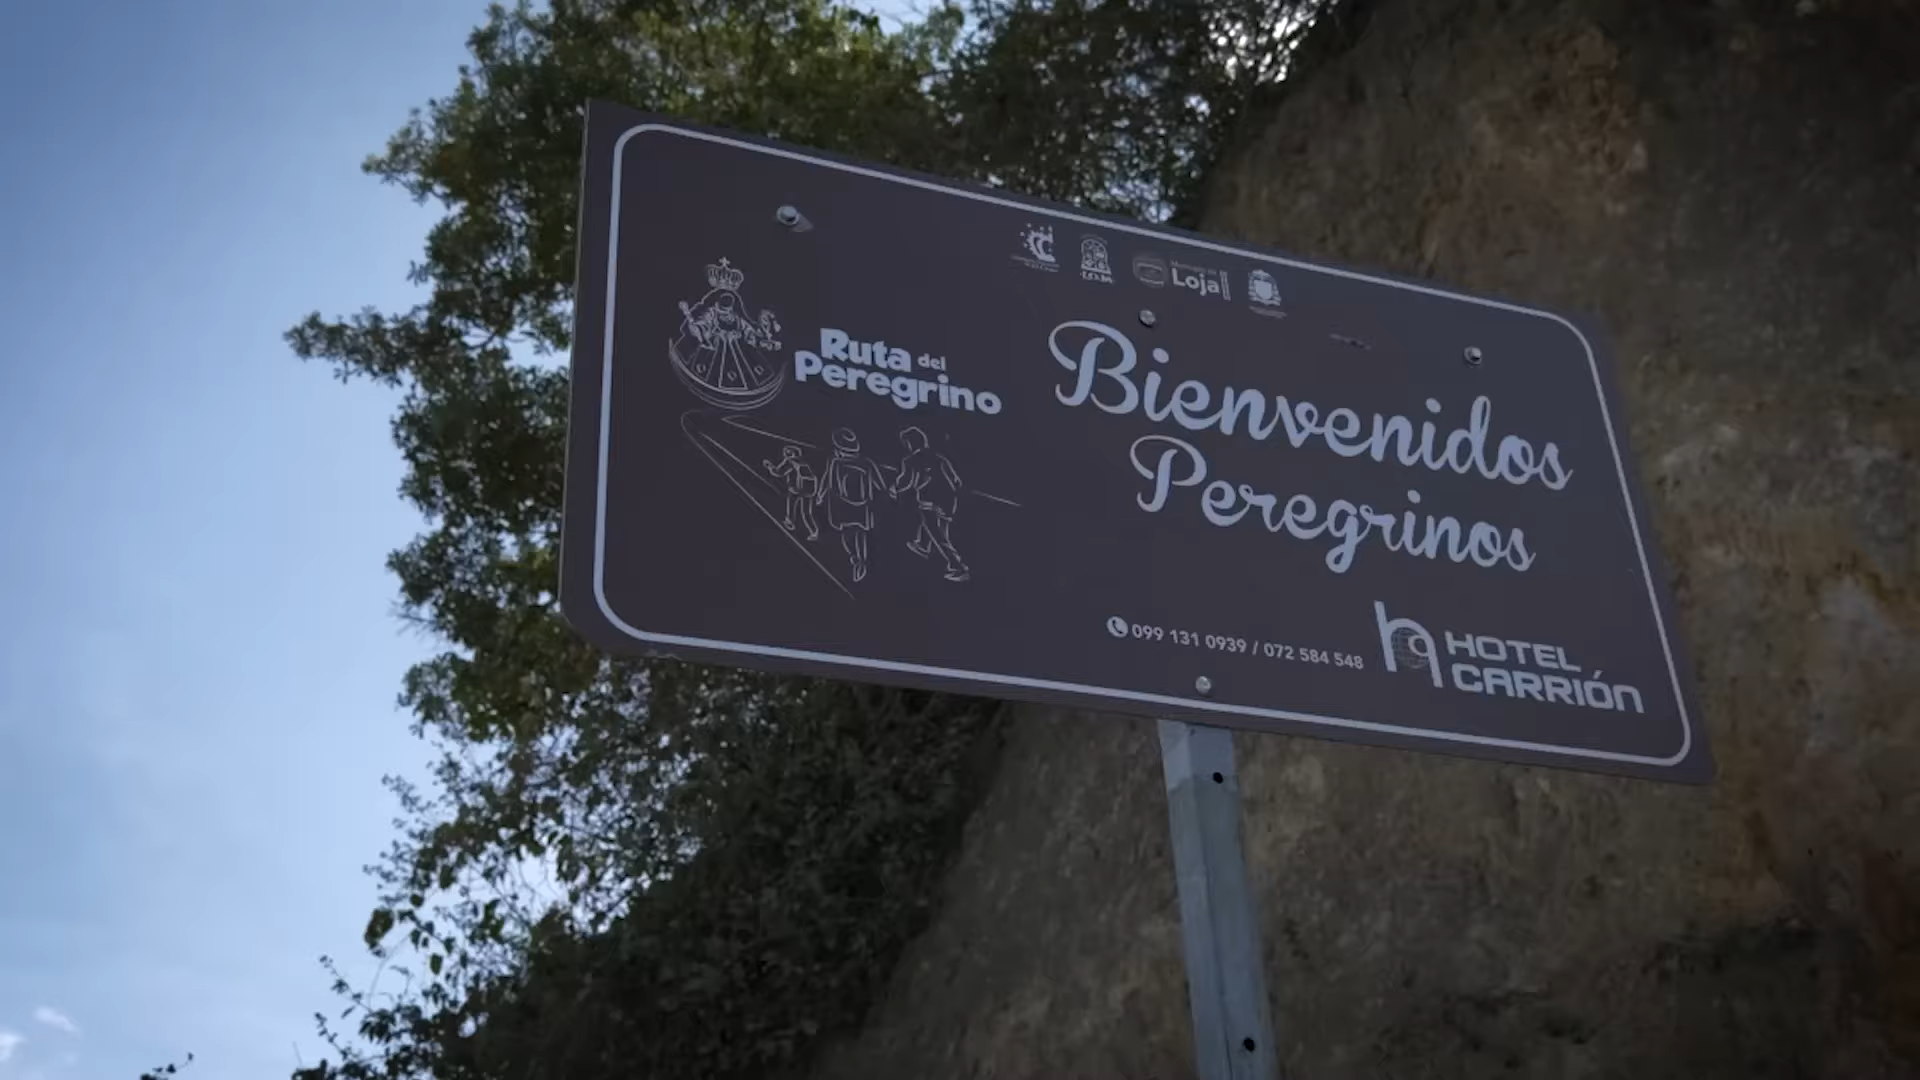 Loja
Ruta del
Peregrino
Bienvenidos
Peregrinos
099 131 0939 / 072 584 548
HOTEL
CARRIÓN